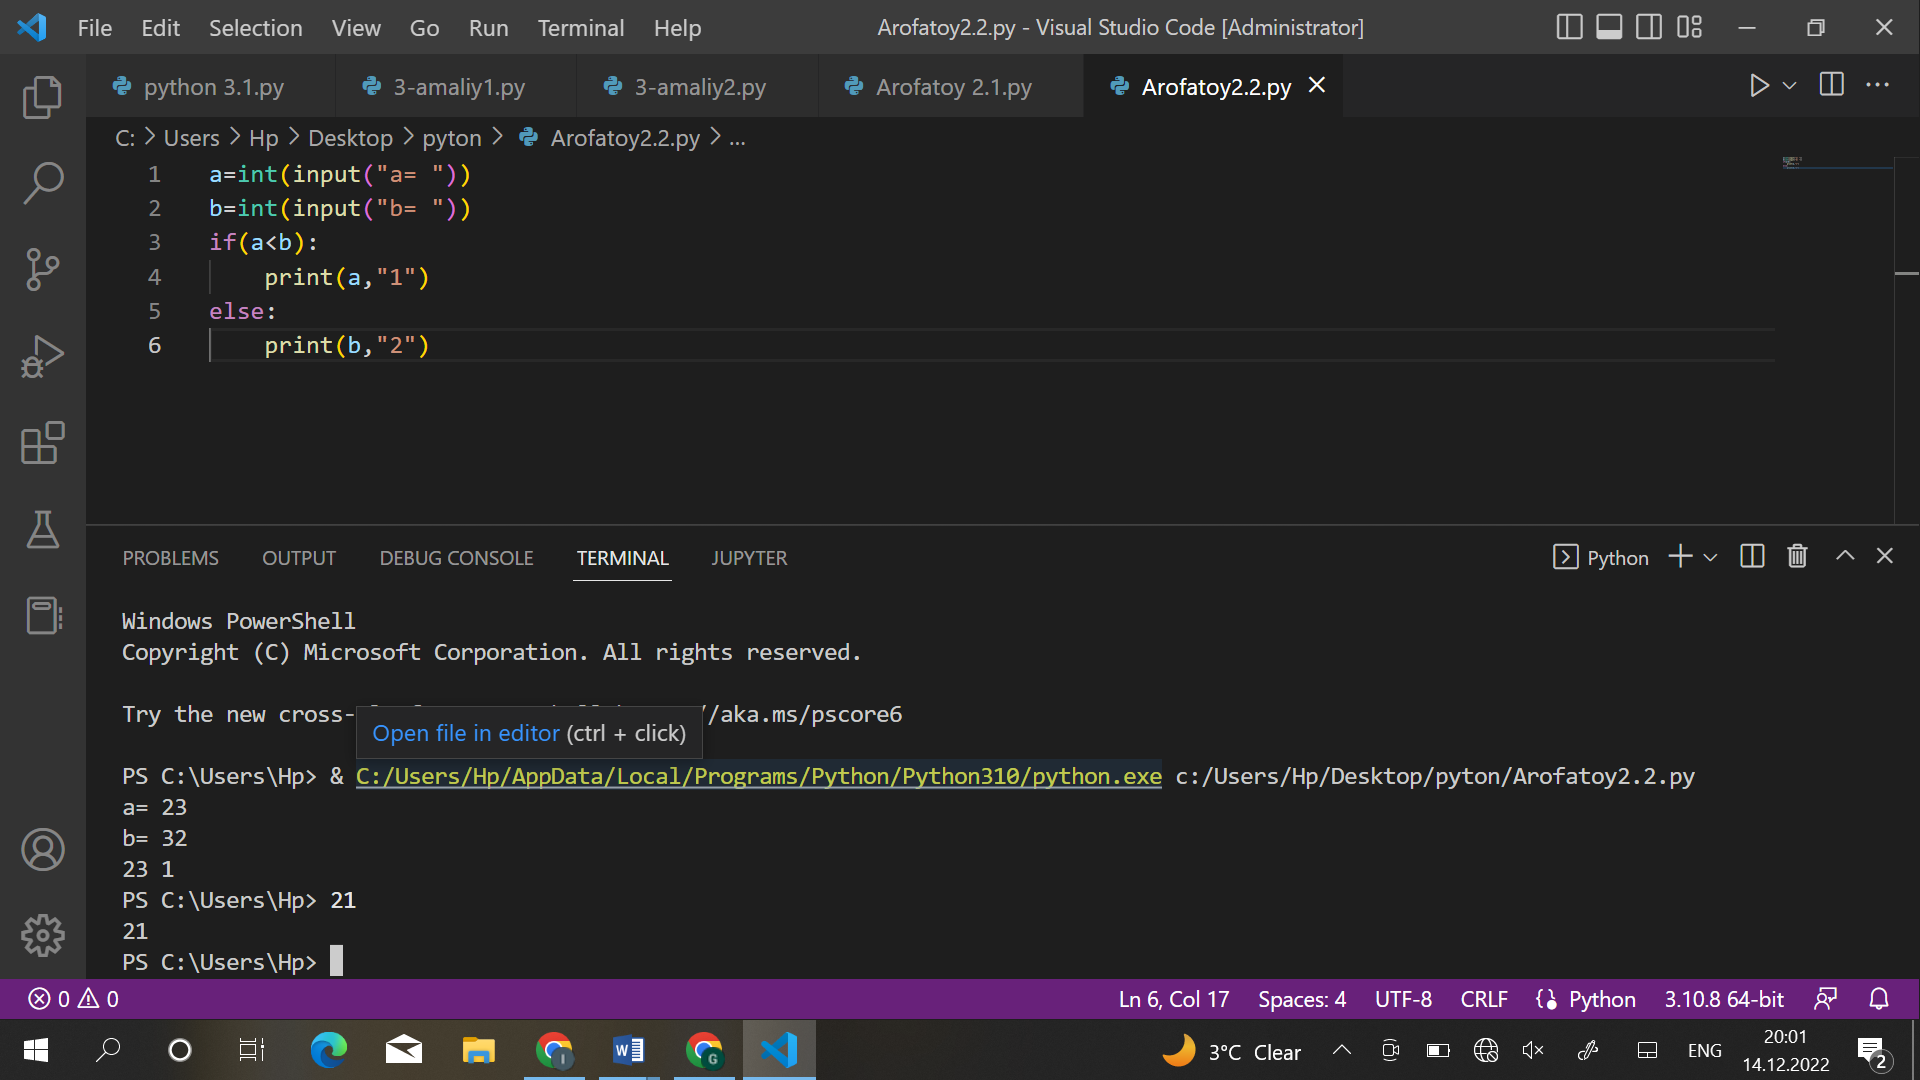 File Edit Selection View Go Run Terminal Help Arofatoy2.2.py - Visual Studio Code [Administrator]
python 3.1.py 3-amaliy1.py 3-amaliy2.py Arofatoy 2.1.py Arofatoy2.2.py
C: > Users > Hp > Desktop > pyton > Arofatoy2.2.py > ...
1 a=int(input("a= "))
2 b=int(input("b= "))
3 if(a<b):
4 print(a,"1")
5 else:
6 print(b,"2")
PROBLEMS OUTPUT DEBUG CONSOLE TERMINAL JUPYTER Python
Windows PowerShell
Copyright (C) Microsoft Corporation. All rights reserved.
Try the new cross- //aka.ms/pscore6
Open file in editor (ctrl + click)
PS C:\Users\Hp> & C:/Users/Hp/AppData/Local/Programs/Python/Python310/python.exe c:/Users/Hp/Desktop/pyton/Arofatoy2.2.py
a= 23
b= 32
23 1
PS C:\Users\Hp> 21
21
PS C:\Users\Hp>
0 0 Ln 6, Col 17 Spaces: 4 UTF-8 CRLF Python 3.10.8 64-bit
I W G 3°C Clear ENG 20:01
14.12.2022 2